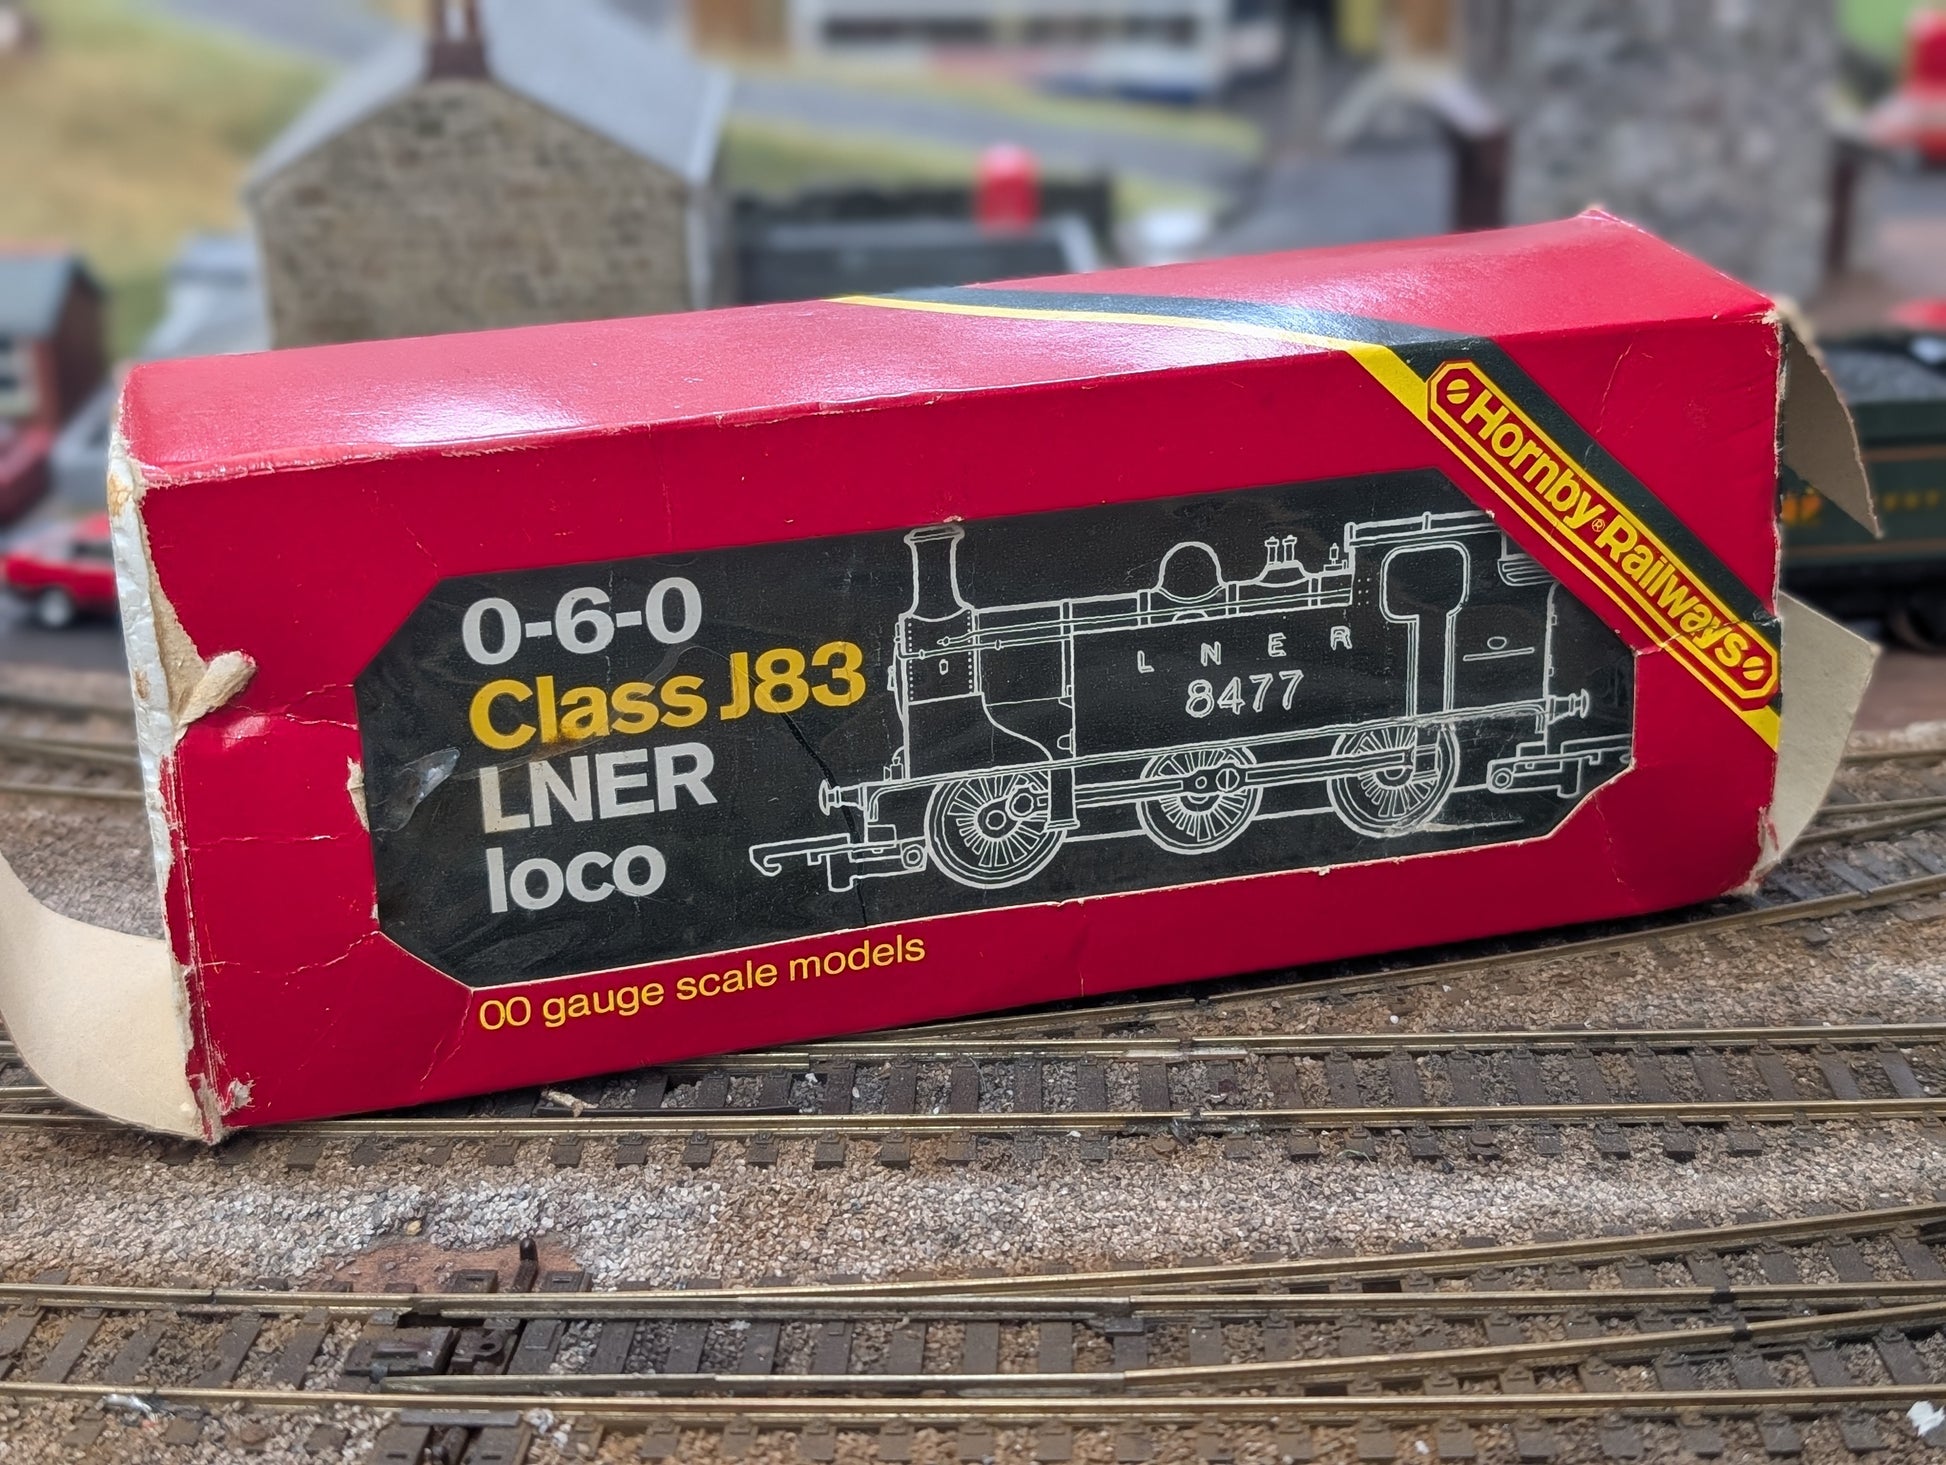 Hornby® Railways
0-6-0
Class J83
LNER
loco
L N E R
8477
00 gauge scale models